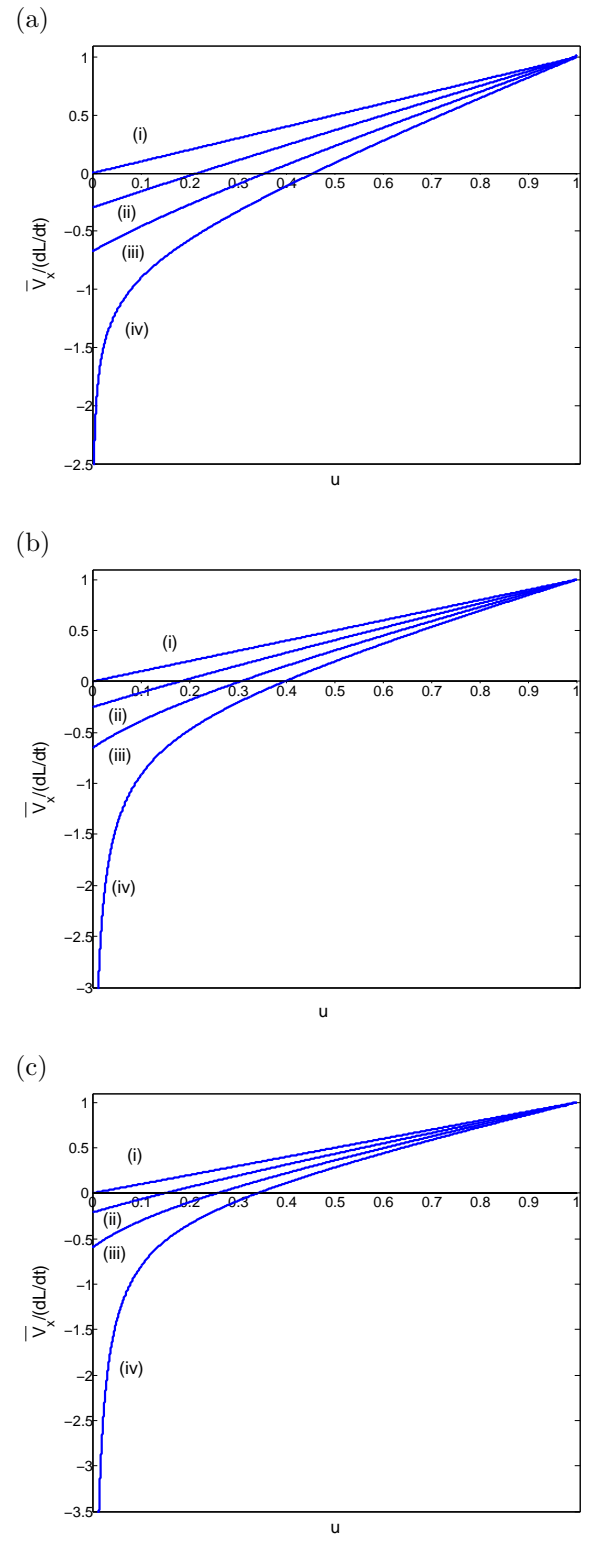 (a)
1
0.5
(i)
0
0 0.1 0.2 0.3 0.4 0.5 0.6 0.7 0.8 0.9 1
(ii)
−0.5
(iii)
−1
(iv)
−1.5
−2
−2.5
V̅x/(dL/dt)
u
(b)
1
0.5
(i)
0
0 0.1 0.2 0.3 0.4 0.5 0.6 0.7 0.8 0.9 1
(ii)
−0.5
(iii)
−1
−1.5
−2
(iv)
−2.5
−3
V̅x/(dL/dt)
u
(c)
1
0.5
(i)
0
0 0.1 0.2 0.3 0.4 0.5 0.6 0.7 0.8 0.9 1
(ii)
−0.5
(iii)
−1
−1.5
(iv)
−2
−2.5
−3
−3.5
V̅x/(dL/dt)
u